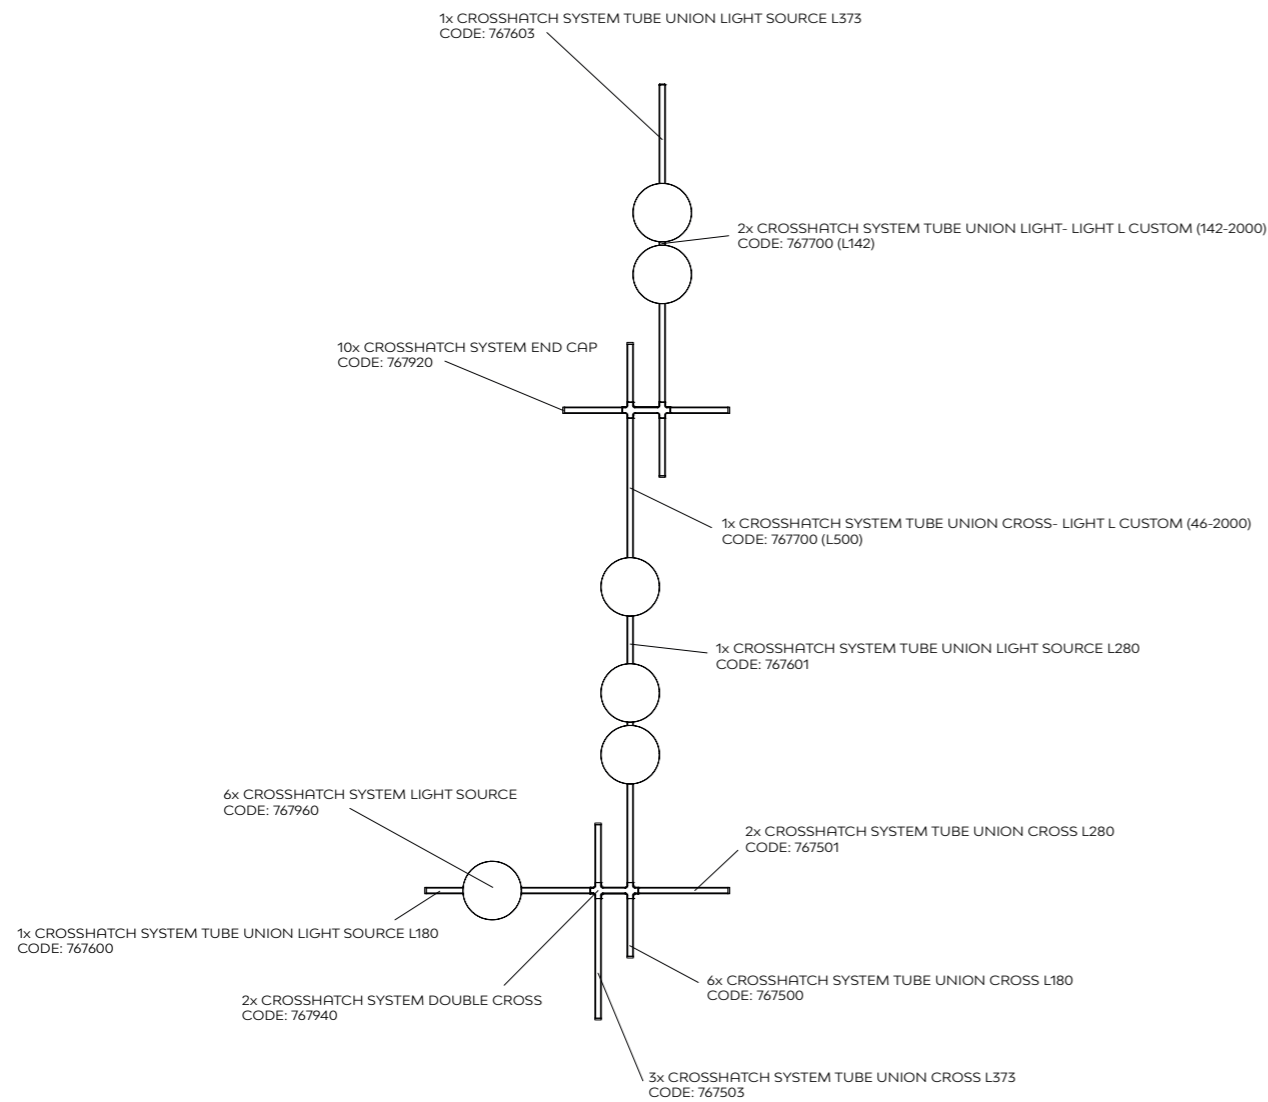 1x CROSSHATCH SYSTEM TUBE UNION LIGHT SOURCE L373
CODE: 767603
2x CROSSHATCH SYSTEM TUBE UNION LIGHT- LIGHT L CUSTOM (142-2000)
CODE: 767700 (L142)
10x CROSSHATCH SYSTEM END CAP
CODE: 767920
1x CROSSHATCH SYSTEM TUBE UNION CROSS- LIGHT L CUSTOM (46-2000)
CODE: 767700 (L500)
1x CROSSHATCH SYSTEM TUBE UNION LIGHT SOURCE L280
CODE: 767601
6x CROSSHATCH SYSTEM LIGHT SOURCE
CODE: 767960
2x CROSSHATCH SYSTEM TUBE UNION CROSS L280
CODE: 767501
1x CROSSHATCH SYSTEM TUBE UNION LIGHT SOURCE L180
CODE: 767600
6x CROSSHATCH SYSTEM TUBE UNION CROSS L180
CODE: 767500
2x CROSSHATCH SYSTEM DOUBLE CROSS
CODE: 767940
3x CROSSHATCH SYSTEM TUBE UNION CROSS L373
CODE: 767503